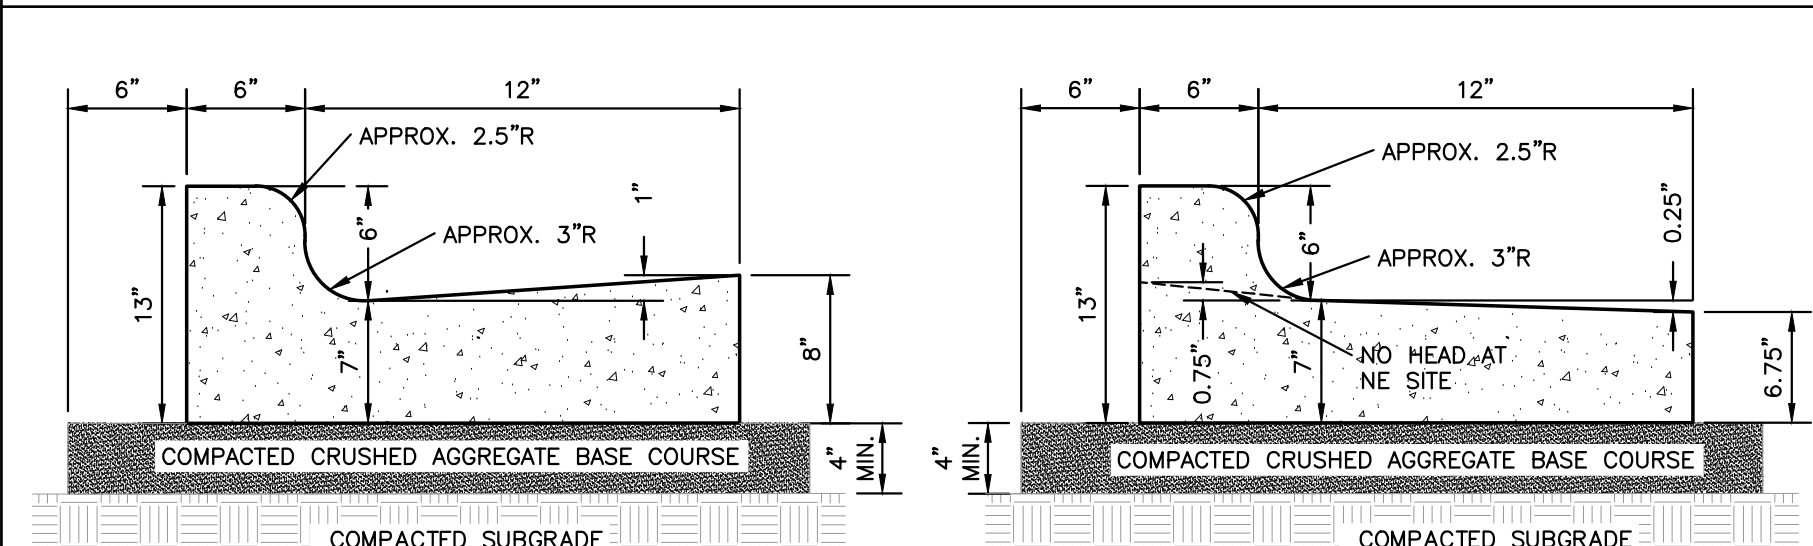 6” 6” 12”
APPROX. 2.5”R
1”
6”
APPROX. 3”R
13”
7”
8”
COMPACTED CRUSHED AGGREGATE BASE COURSE
4”
MIN.
COMPACTED SUBGRADE
6” 6” 12”
APPROX. 2.5”R
0.25”
6”
APPROX. 3”R
13”
0.75”
7”
NO HEAD AT
NE SITE
6.75”
4”
MIN.
COMPACTED CRUSHED AGGREGATE BASE COURSE
COMPACTED SUBGRADE